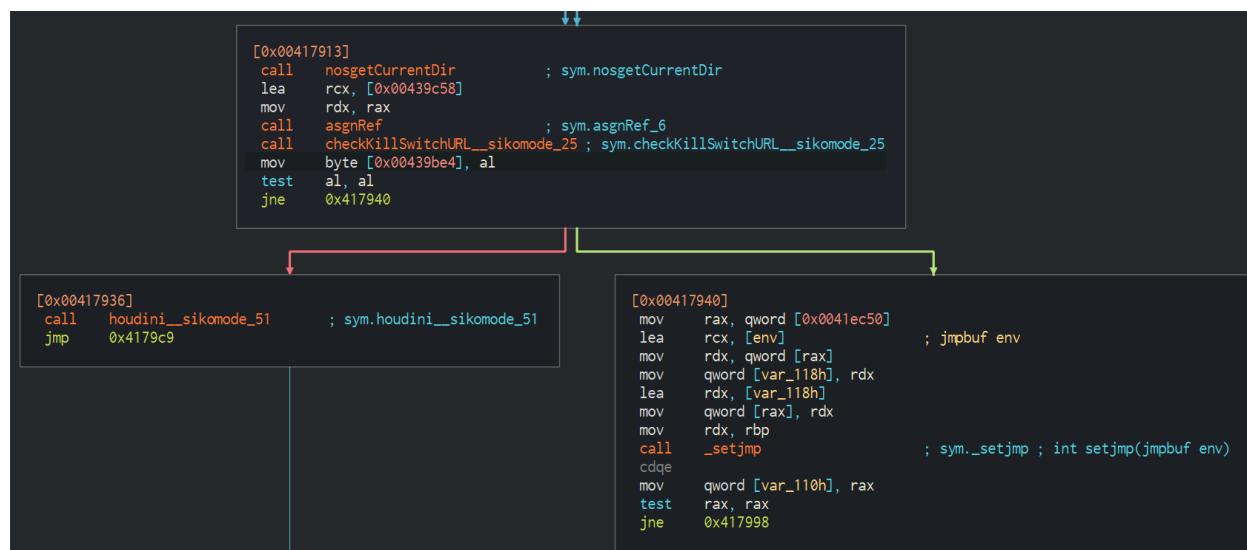 [0x00417913]
call nosgetCurrentDir ; sym.nosgetCurrentDir
lea rcx, [0x00439c58]
mov rdx, rax
call asgnRef ; sym.asgnRef_6
call checkKillSwitchURL__sikomode_25 ; sym.checkKillSwitchURL__sikomode_25
mov byte [0x00439be4], al
test al, al
jne 0x417940
[0x00417936]
call houdini__sikomode_51 ; sym.houdini__sikomode_51
jmp 0x4179c9
[0x00417940]
mov rax, qword [0x0041ec50]
lea rcx, [env] ; jmpbuf env
mov rdx, qword [rax]
mov qword [var_118h], rdx
lea rdx, [var_118h]
mov qword [rax], rdx
mov rdx, rbp
call _setjmp ; sym._setjmp ; int setjmp(jmpbuf env)
cdqe
mov qword [var_110h], rax
test rax, rax
jne 0x417998